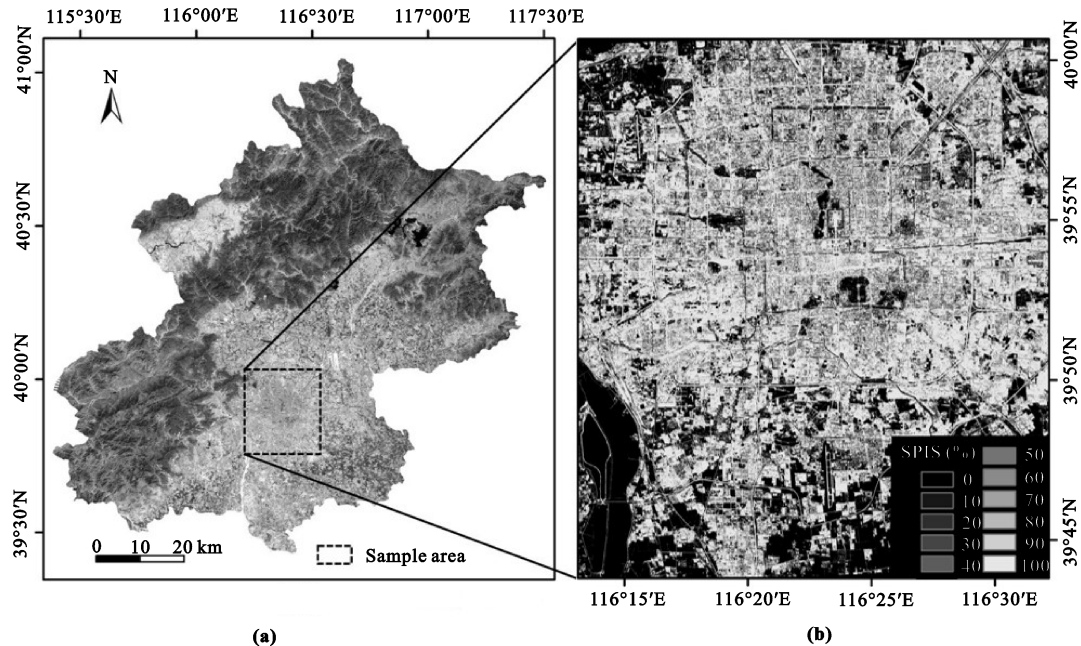 115°30′E 116°00′E 116°30′E 117°00′E 117°30′E
41°00′N
40°30′N
40°00′N
39°30′N
N
0 10 20 km
Sample area
(a)
40°00′N
39°55′N
39°50′N
39°45′N
SPIS (%)
0
10
20
30
40
50
60
70
80
90
100
116°15′E 116°20′E 116°25′E 116°30′E
(b)